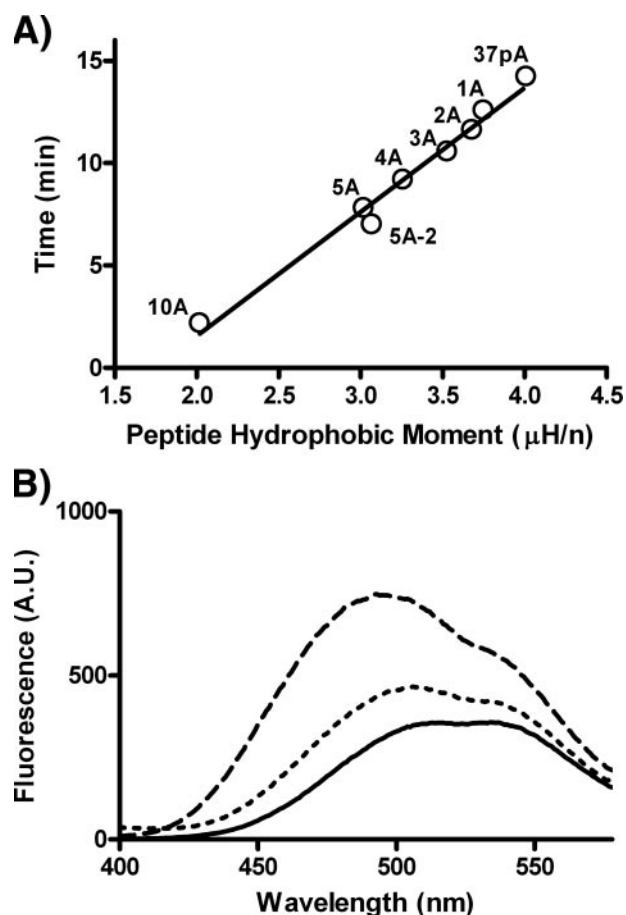 A)
15
10
5
0
Time (min)
37pA
1A
2A
3A
4A
5A
5A-2
10A
1.5 2.0 2.5 3.0 3.5 4.0 4.5
Peptide Hydrophobic Moment (μH/n)
B)
1000
500
0
Fluorescence (A.U.)
400 450 500 550
Wavelength (nm)